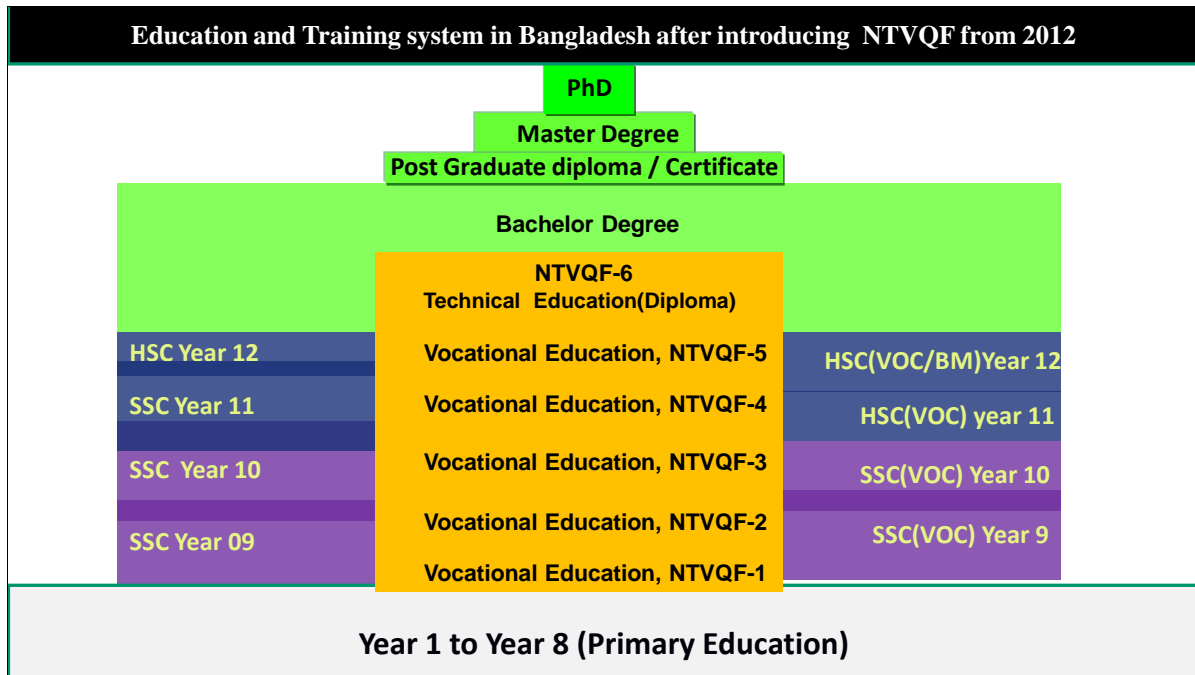 Education and Training system in Bangladesh after introducing NTVQF from 2012
PhD
Master Degree
Post Graduate diploma / Certificate
Bachelor Degree
NTVQF-6
Technical Education(Diploma)
HSC Year 12
Vocational Education, NTVQF-5
HSC(VOC/BM)Year 12
SSC Year 11
Vocational Education, NTVQF-4
HSC(VOC) year 11
SSC Year 10
Vocational Education, NTVQF-3
SSC(VOC) Year 10
SSC Year 09
Vocational Education, NTVQF-2
SSC(VOC) Year 9
Vocational Education, NTVQF-1
Year 1 to Year 8 (Primary Education)